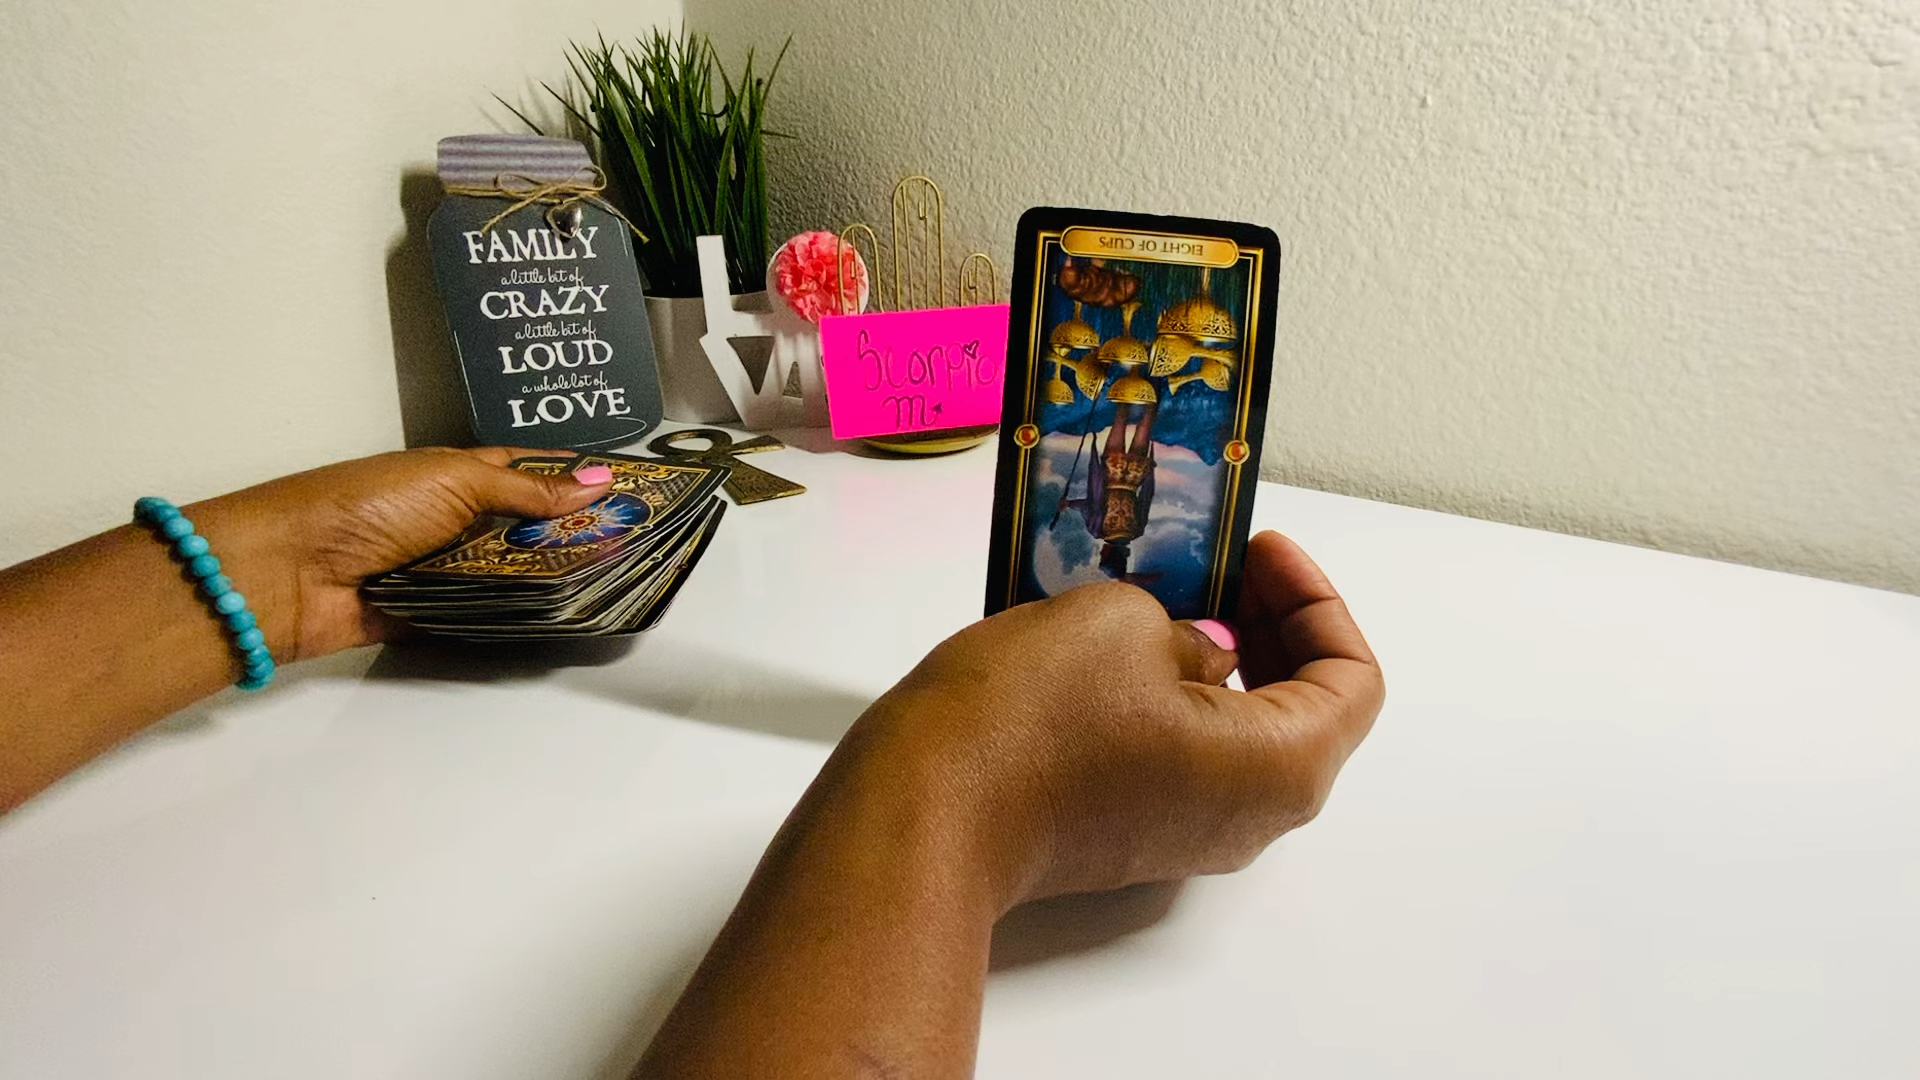 FAMILY
a little bit of
CRAZY
a little bit of
LOUD
a whole lot of
LOVE
Scorpio
EIGHT OF CUPS